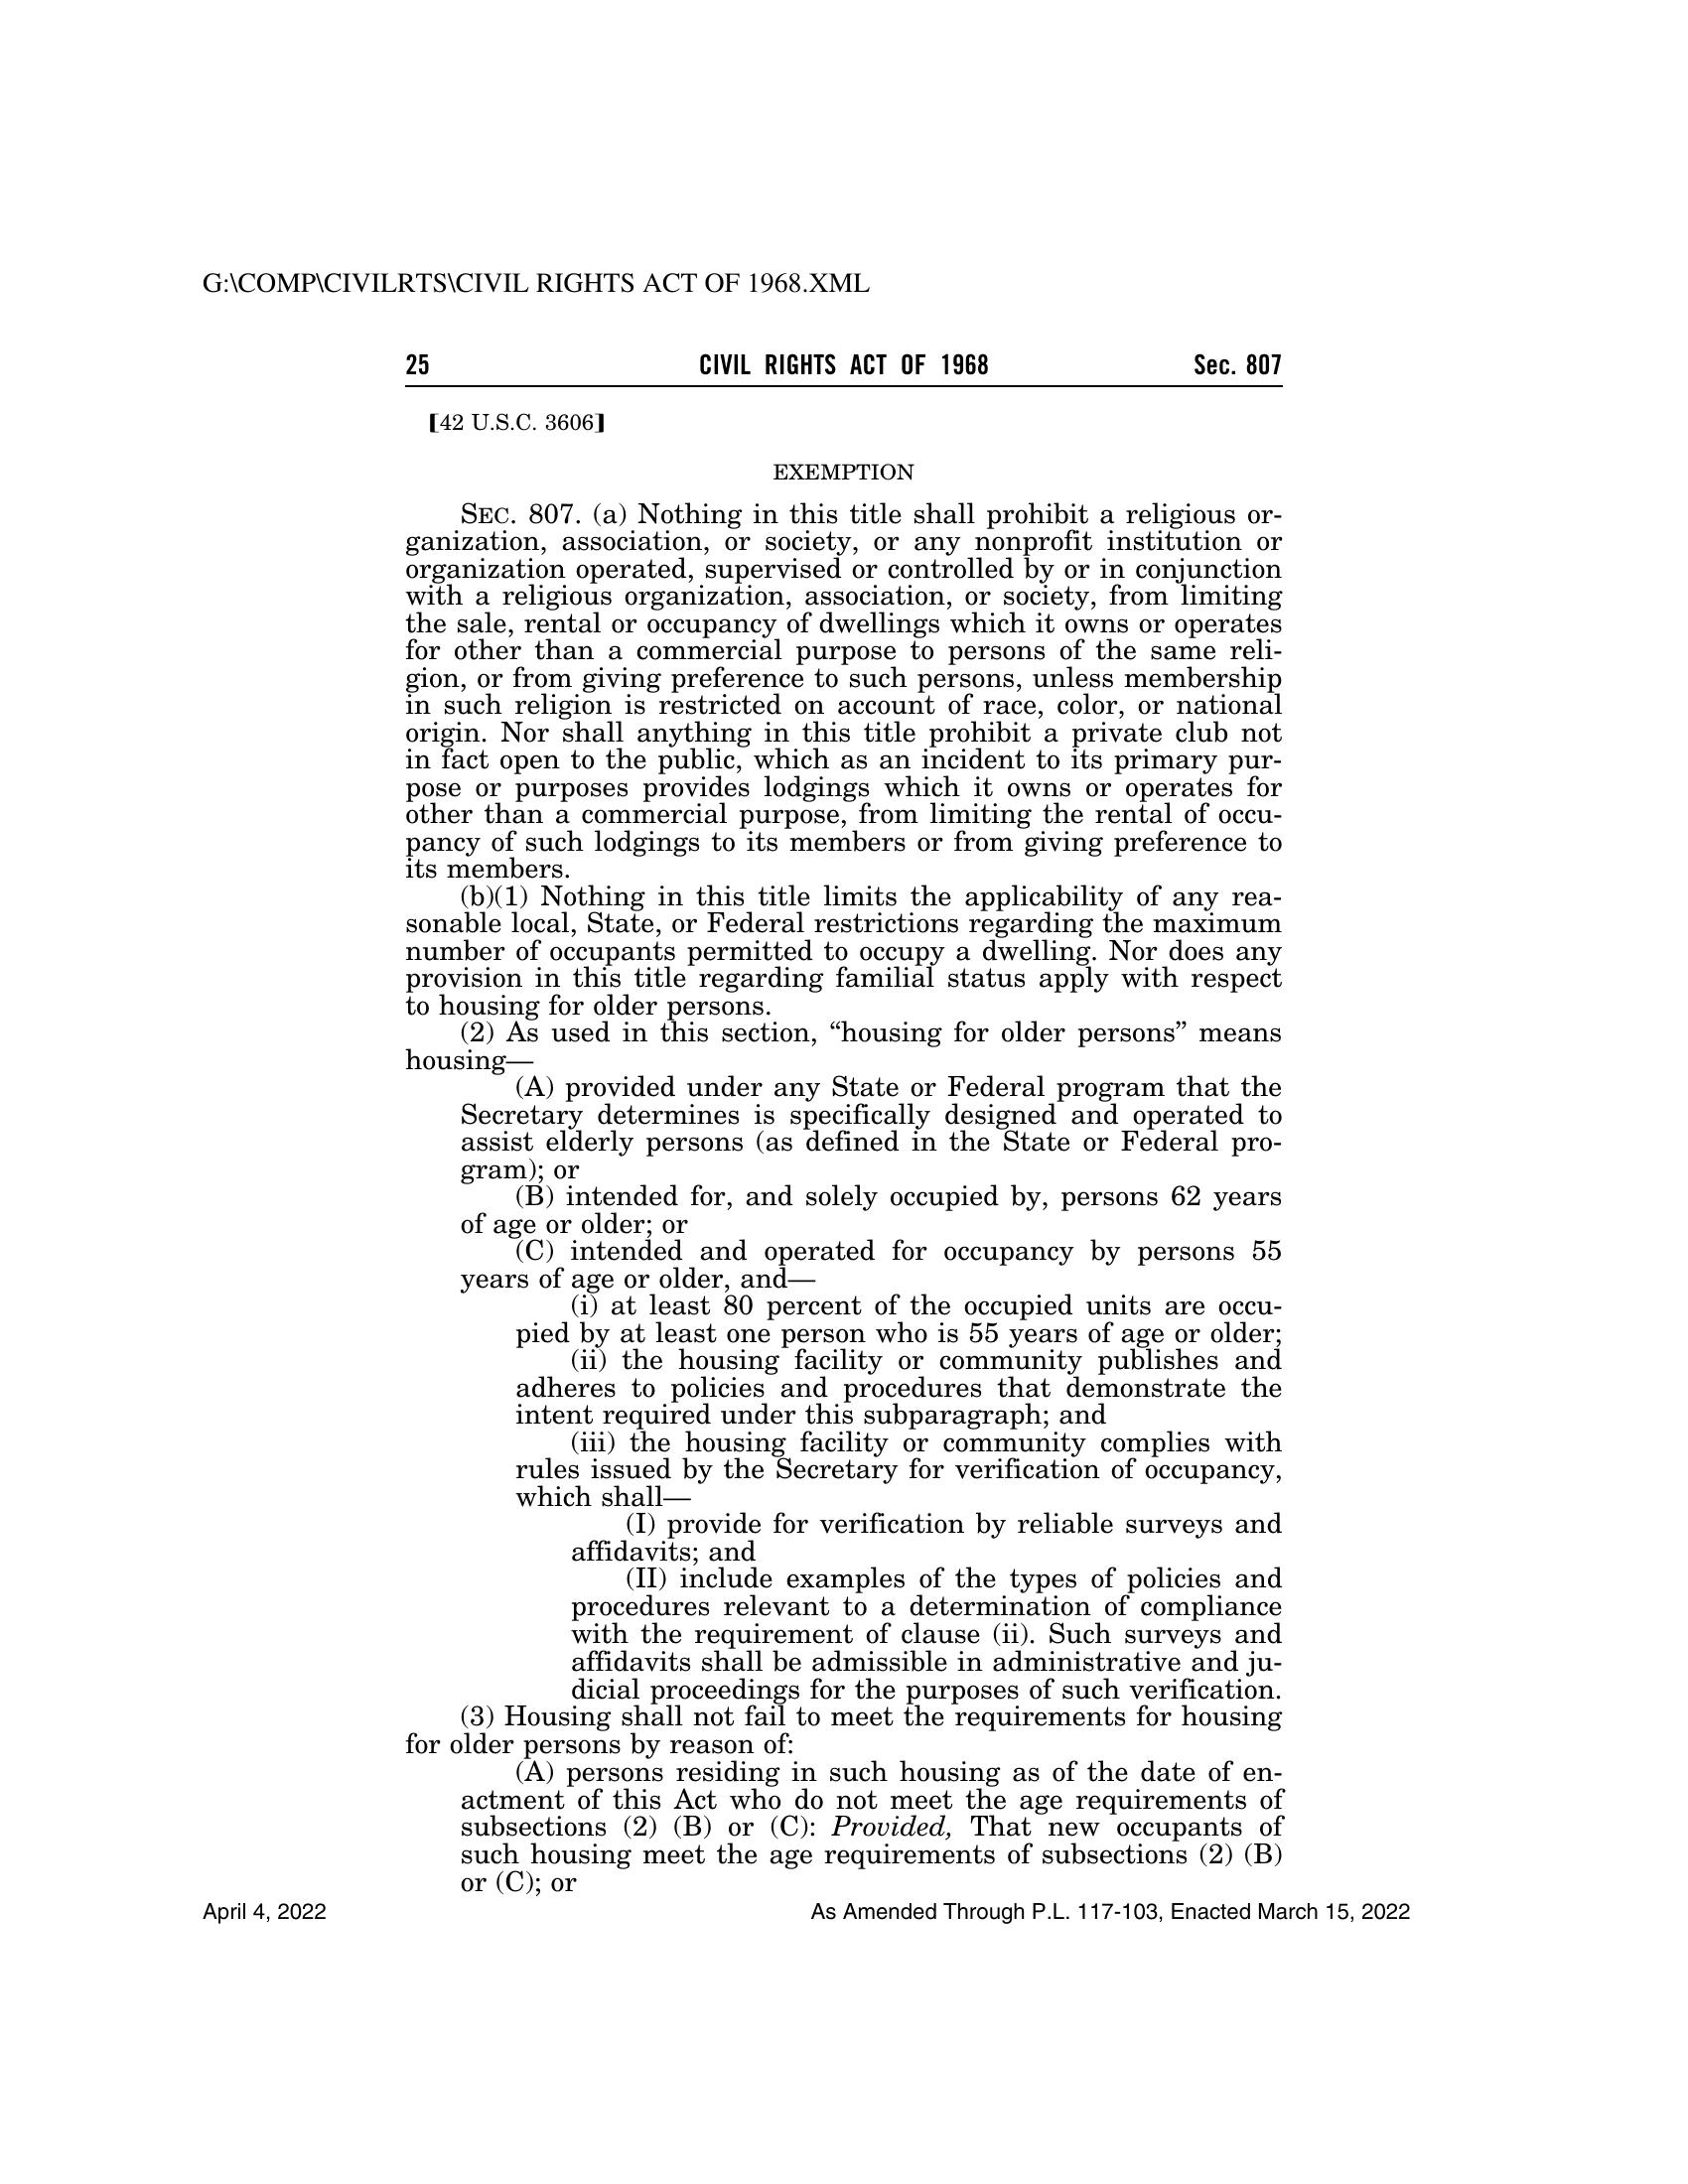 G:\COMP\CIVILRTS\CIVIL RIGHTS ACT OF 1968.XML
25 CIVIL RIGHTS ACT OF 1968 Sec. 807
【42 U.S.C. 3606】
EXEMPTION
SEC. 807. (a) Nothing in this title shall prohibit a religious or-
ganization, association, or society, or any nonprofit institution or
organization operated, supervised or controlled by or in conjunction
with a religious organization, association, or society, from limiting
the sale, rental or occupancy of dwellings which it owns or operates
for other than a commercial purpose to persons of the same reli-
gion, or from giving preference to such persons, unless membership
in such religion is restricted on account of race, color, or national
origin. Nor shall anything in this title prohibit a private club not
in fact open to the public, which as an incident to its primary pur-
pose or purposes provides lodgings which it owns or operates for
other than a commercial purpose, from limiting the rental of occu-
pancy of such lodgings to its members or from giving preference to
its members.
(b)(1) Nothing in this title limits the applicability of any rea-
sonable local, State, or Federal restrictions regarding the maximum
number of occupants permitted to occupy a dwelling. Nor does any
provision in this title regarding familial status apply with respect
to housing for older persons.
(2) As used in this section, “housing for older persons” means
housing—
(A) provided under any State or Federal program that the
Secretary determines is specifically designed and operated to
assist elderly persons (as defined in the State or Federal pro-
gram); or
(B) intended for, and solely occupied by, persons 62 years
of age or older; or
(C) intended and operated for occupancy by persons 55
years of age or older, and—
(i) at least 80 percent of the occupied units are occu-
pied by at least one person who is 55 years of age or older;
(ii) the housing facility or community publishes and
adheres to policies and procedures that demonstrate the
intent required under this subparagraph; and
(iii) the housing facility or community complies with
rules issued by the Secretary for verification of occupancy,
which shall—
(I) provide for verification by reliable surveys and
affidavits; and
(II) include examples of the types of policies and
procedures relevant to a determination of compliance
with the requirement of clause (ii). Such surveys and
affidavits shall be admissible in administrative and ju-
dicial proceedings for the purposes of such verification.
(3) Housing shall not fail to meet the requirements for housing
for older persons by reason of:
(A) persons residing in such housing as of the date of en-
actment of this Act who do not meet the age requirements of
subsections (2) (B) or (C): Provided, That new occupants of
such housing meet the age requirements of subsections (2) (B)
or (C); or
April 4, 2022 As Amended Through P.L. 117-103, Enacted March 15, 2022